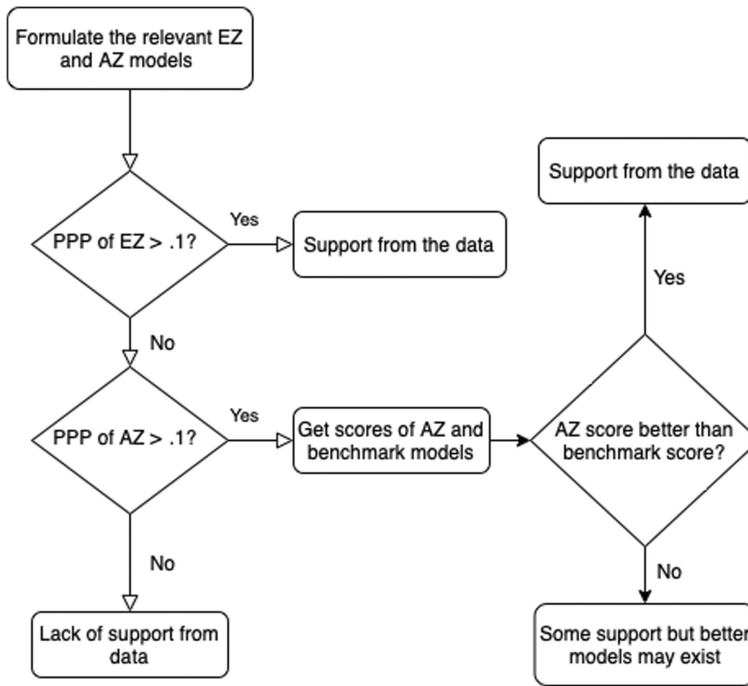 Formulate the relevant EZ
and AZ models
PPP of EZ > .1?
Yes
Support from the data
No
PPP of AZ > .1?
Yes
Get scores of AZ and
benchmark models
AZ score better than
benchmark score?
Yes
Support from the data
No
Some support but better
models may exist
No
Lack of support from
data